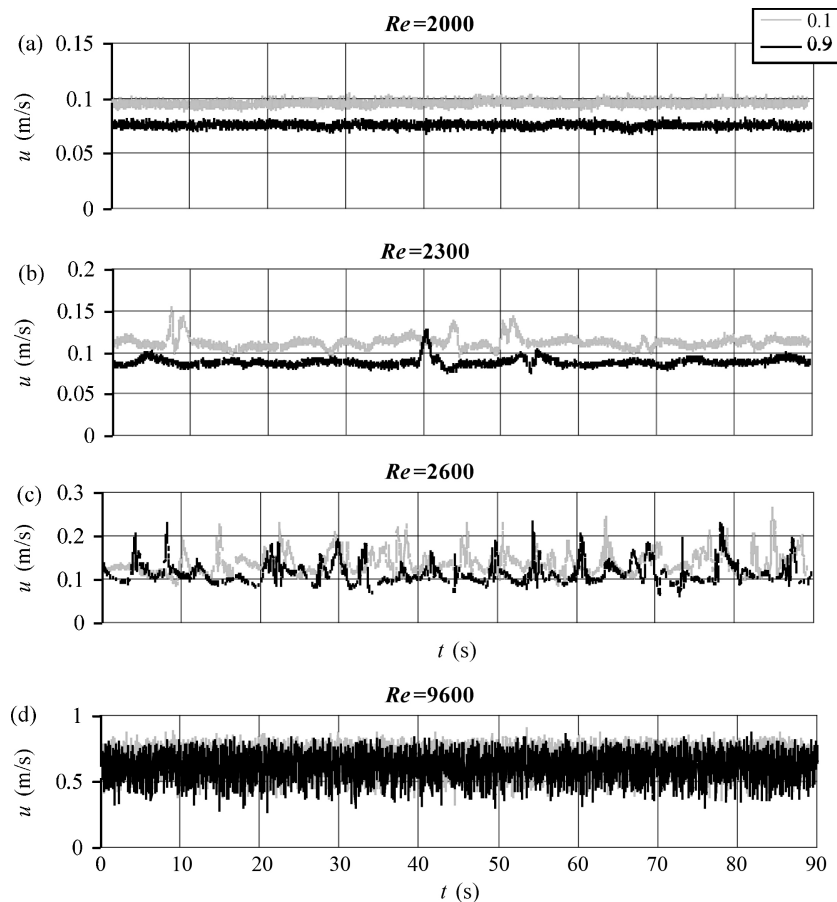 Re=2000
0.1
0.9
(a)
0.15
0.1
0.05
0
u (m/s)
Re=2300
(b)
0.2
0.15
0.1
0.05
0
u (m/s)
Re=2600
(c)
0.3
0.2
0.1
0
u (m/s)
t (s)
Re=9600
(d)
1
0.5
0
u (m/s)
0 10 20 30 40 50 60 70 80 90
t (s)